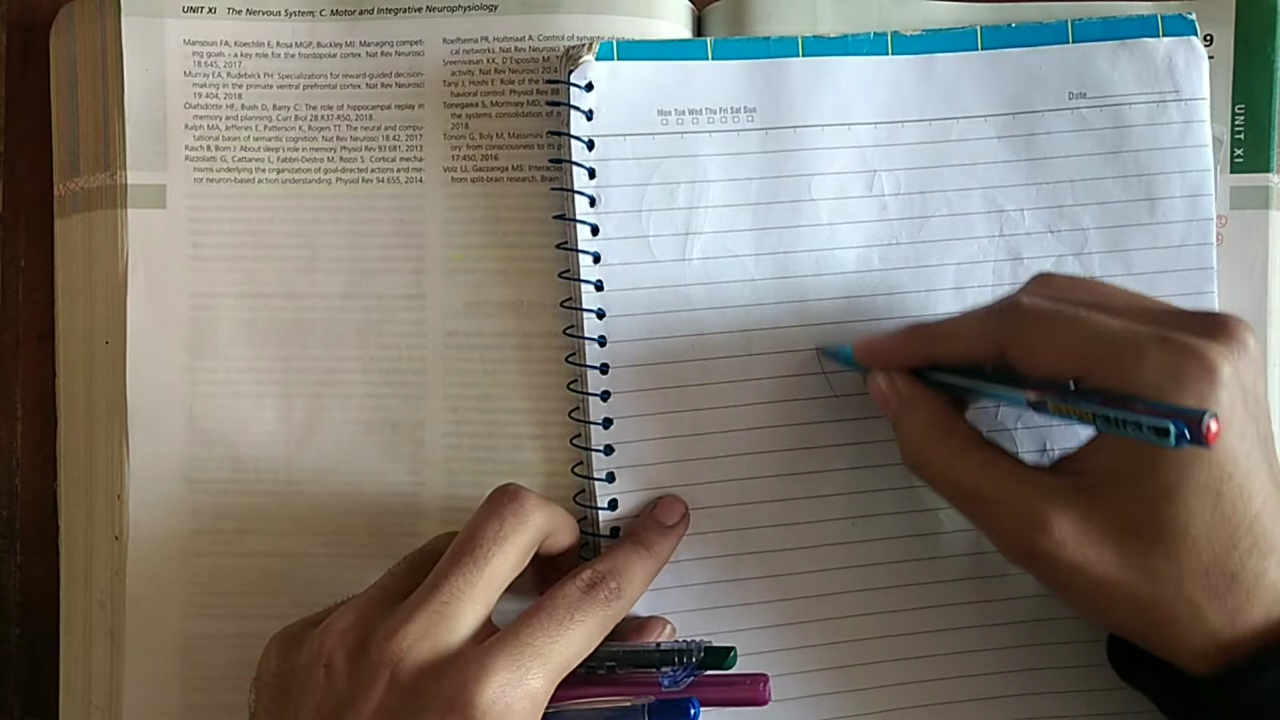 UNIT XI The Nervous System: C. Motor and Integrative Neurophysiology
Mansouri FA, Koechlin E, Rosa MGP, Buckley MJ: Managing compet-
ing goals – a key role for the frontopolar cortex. Nat Rev Neurosci
18:645, 2017.
Murray EA, Rudebeck PH: Specializations for reward-guided decision-
making in the primate ventral prefrontal cortex. Nat Rev Neurosci
19:404, 2018.
Ólafsdóttir HF, Bush D, Barry C: The role of hippocampal replay in
memory and planning. Curr Biol 28:R37-R50, 2018.
Ralph MA, Jefferies E, Patterson K, Rogers TT: The neural and compu-
tational bases of semantic cognition. Nat Rev Neurosci 18:42, 2017.
Rasch B, Born J: About sleep's role in memory. Physiol Rev 93:681, 2013.
Rizzolatti G, Cattaneo L, Fabbri-Destro M, Rozzi S: Cortical mecha-
nisms underlying the organization of goal-directed actions and mir-
ror neuron-based action understanding. Physiol Rev 94:655, 2014.
Roelfsema PR, Holtmaat A: Control of synaptic
cal networks. Nat Rev Neurosci
Sreenivasan KK, D'Esposito M:
activity. Nat Rev Neurosci 20:4
Tanji J, Hoshi E: Role of the
havioral control. Physiol Rev 88
Tonegawa S, Morrissey MD,
the systems consolidation of
2018.
Tononi G, Boly M, Massimini
ory: from consciousness to its p
17:450, 2016.
Volz LJ, Gazzaniga MS: Interactio
from split-brain research. Brain
Mon Tue Wed Thu Fri Sat Sun
Date
9
UNIT XI